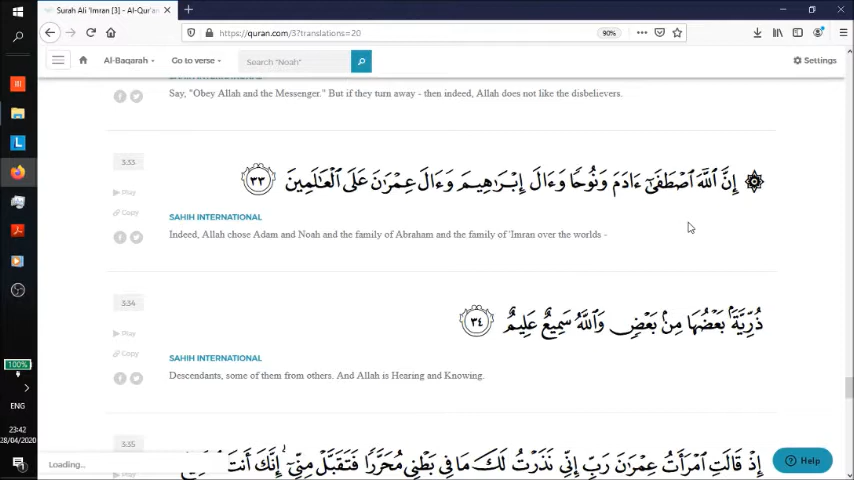 Surah Ali 'Imran [3] - Al-Qur'an
https://quran.com/3?translations=20
90%
Al-Baqarah
Go to verse
Search "Noah"
Settings
SAHIH INTERNATIONAL
Say, "Obey Allah and the Messenger." But if they turn away - then indeed, Allah does not like the disbelievers.
3:33
۞ إِنَّ ٱللَّهَ ٱصْطَفَىٰٓ ءَادَمَ وَنُوحًا وَءَالَ إِبْرَٰهِيمَ وَءَالَ عِمْرَٰنَ عَلَى ٱلْعَٰلَمِينَ ٣٣
Play
Copy
SAHIH INTERNATIONAL
Indeed, Allah chose Adam and Noah and the family of Abraham and the family of 'Imran over the worlds -
3:34
ذُرِّيَّةًۢ بَعْضُهَا مِنۢ بَعْضٍ وَٱللَّهُ سَمِيعٌ عَلِيمٌ ٣٤
Play
Copy
SAHIH INTERNATIONAL
Descendants, some of them from others. And Allah is Hearing and Knowing.
3:35
إِذْ قَالَتِ ٱمْرَأَتُ عِمْرَٰنَ رَبِّ إِنِّى نَذَرْتُ لَكَ مَا فِى بَطْنِى مُحَرَّرًا فَتَقَبَّلْ مِنِّىٓ ۖ إِنَّكَ أَنتَ
Play
Loading..
Help
100%
ENG
23:42
28/04/2020